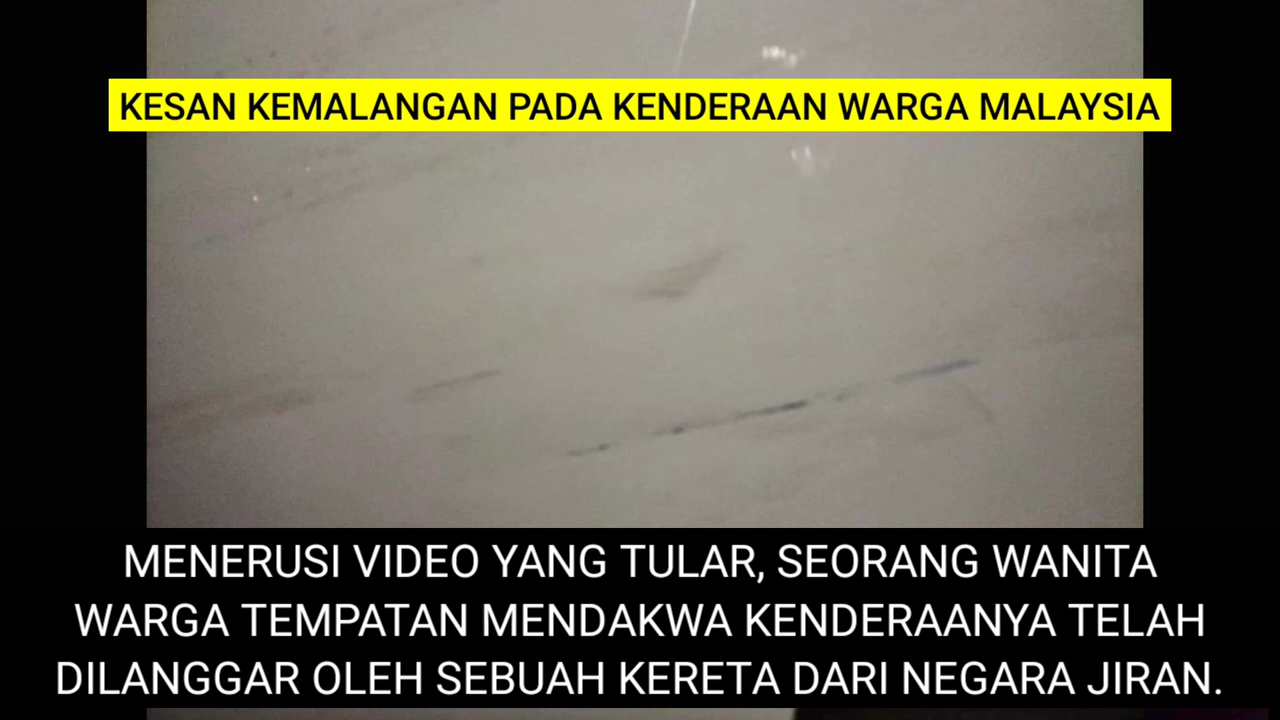 KESAN KEMALANGAN PADA KENDERAAN WARGA MALAYSIA
MENERUSI VIDEO YANG TULAR, SEORANG WANITA
WARGA TEMPATAN MENDAKWA KENDERAANYA TELAH
DILANGGAR OLEH SEBUAH KERETA DARI NEGARA JIRAN.